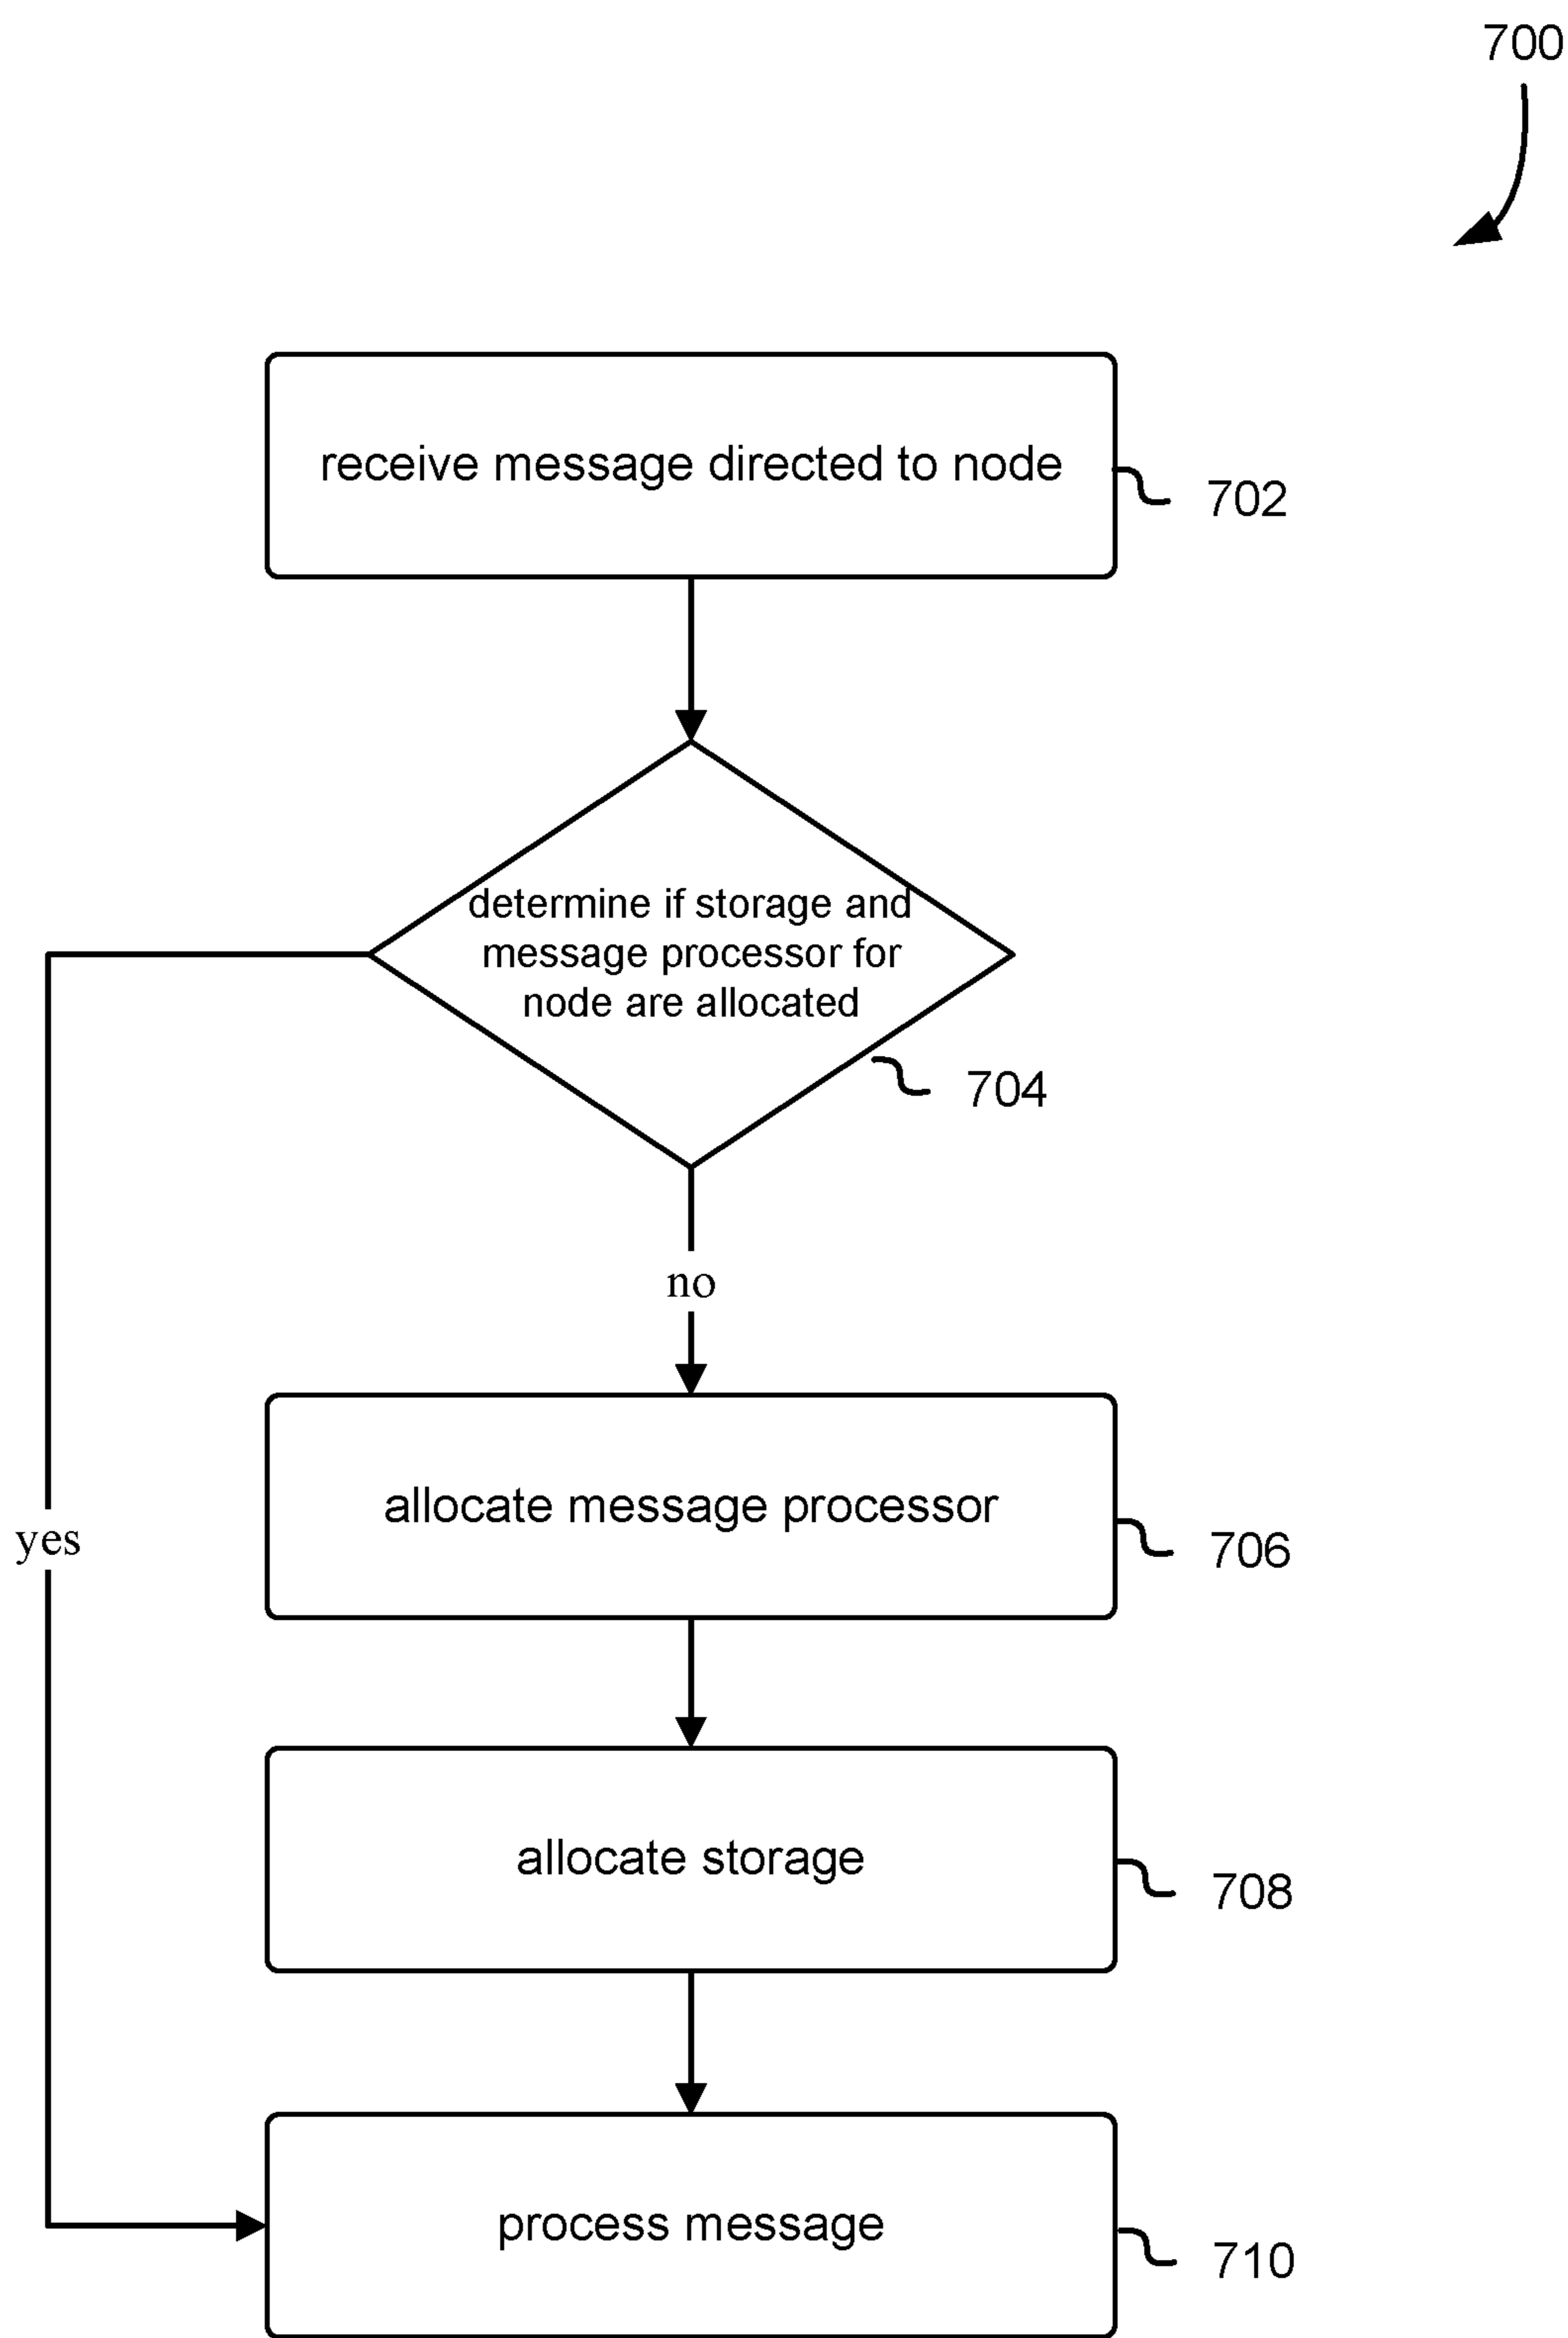 700
receive message directed to node
702
determine if storage and
message processor for
node are allocated
704
no
allocate message processor
706
yes
allocate storage
708
process message
710